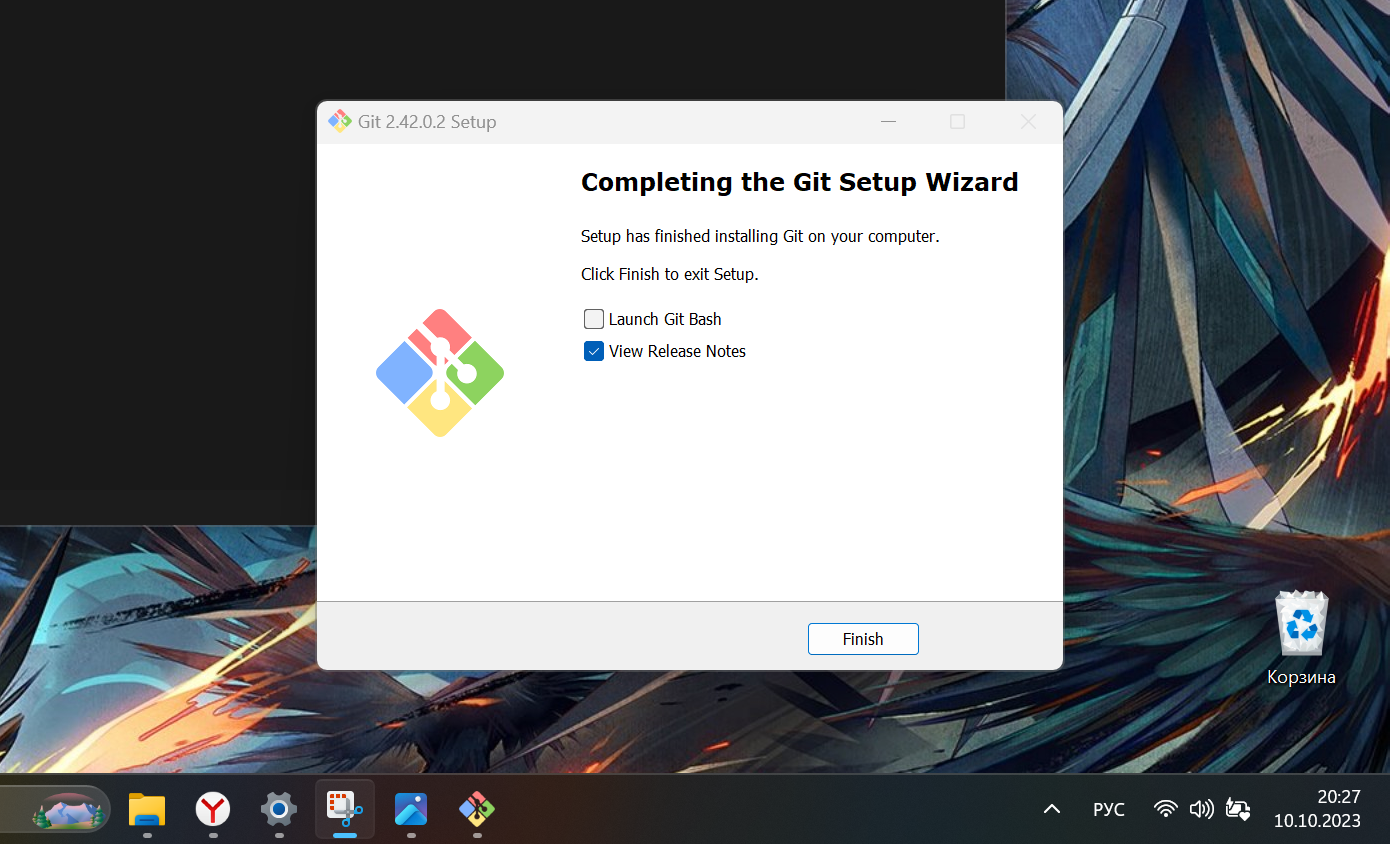 Git 2.42.0.2 Setup
Completing the Git Setup Wizard
Setup has finished installing Git on your computer.
Click Finish to exit Setup.
Launch Git Bash
View Release Notes
Finish
Корзина
РУС
20:27
10.10.2023